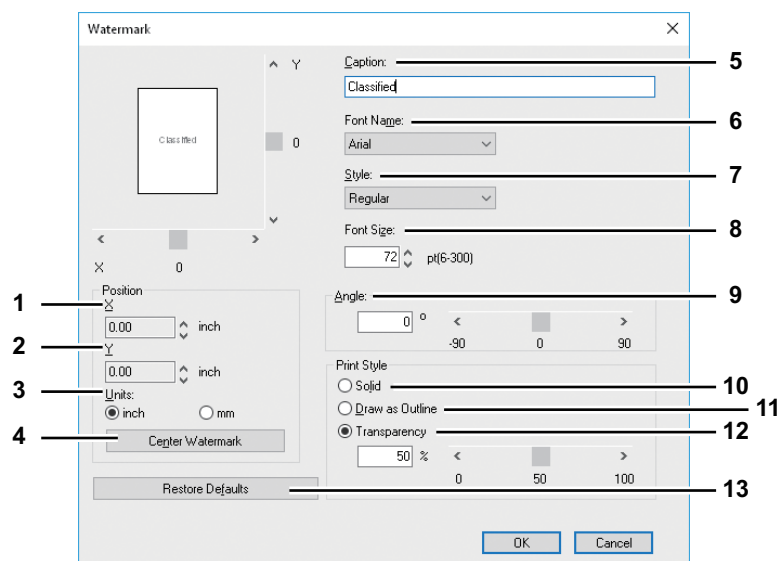 Watermark
Y
Classified
0
X 0
Position
1 X
0.00 inch
2 Y
0.00 inch
3 Units:
inch mm
4 Center Watermark
Restore Defaults 13
Caption: 5
Classified
Font Name: 6
Arial
Style: 7
Regular
Font Size: 8
72 pt(6-300)
Angle: 9
0 ° < >
-90 0 90
Print Style
Solid 10
Draw as Outline 11
Transparency 12
50 % < >
0 50 100
OK Cancel